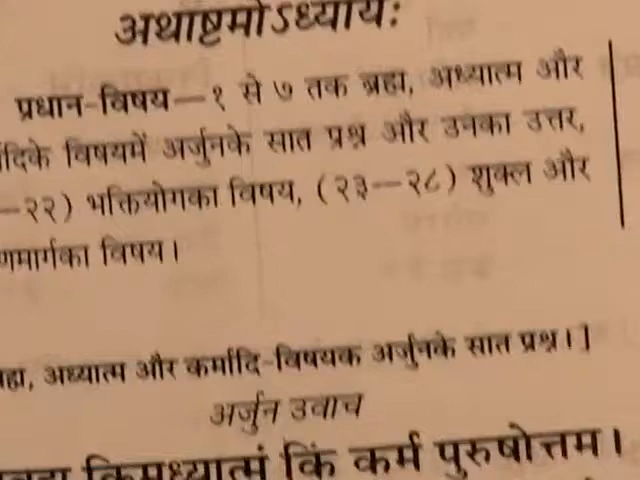 अथाष्टमोऽध्यायः
प्रधान-विषय—१ से ७ तक ब्रह्म, अध्यात्म और
दिके विषयमें अर्जुनके सात प्रश्न और उनका उत्तर,
—२२) भक्तियोगका विषय, (२३—२८) शुक्ल और
णमार्गका विषय।
अध्यात्म और कर्मादि-विषयक अर्जुनके सात प्रश्न।]
अर्जुन उवाच
किमध्यात्मं किं कर्म पुरुषोत्तम।